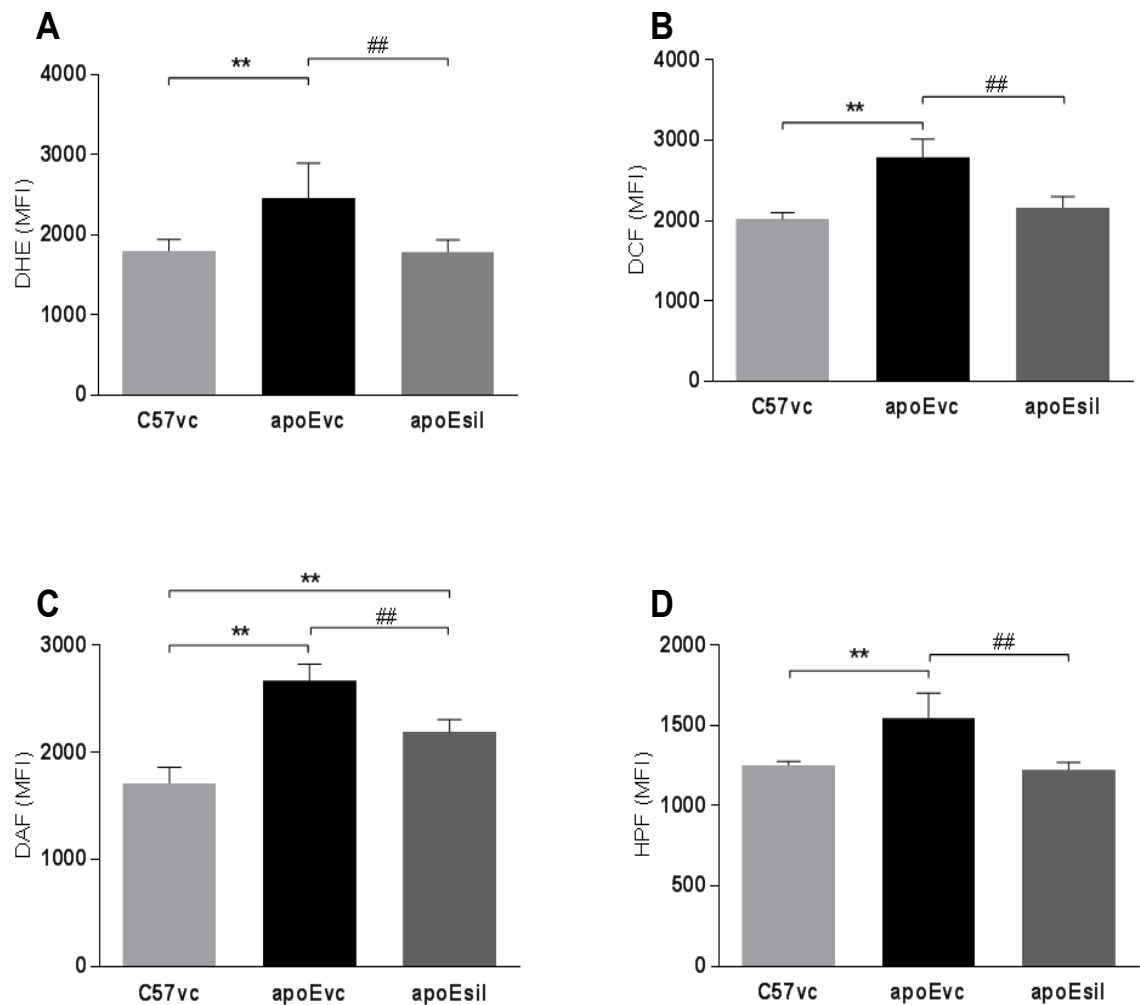 A
**
##
4000
3000
2000
1000
0
DHE (MFI)
C57vc apoEvc apoEsil
B
**
##
4000
3000
2000
1000
0
DCF (MFI)
C57vc apoEvc apoEsil
C
**
**
##
3000
2000
1000
0
DAF (MFI)
C57vc apoEvc apoEsil
D
**
##
2000
1500
1000
500
0
HPF (MFI)
C57vc apoEvc apoEsil